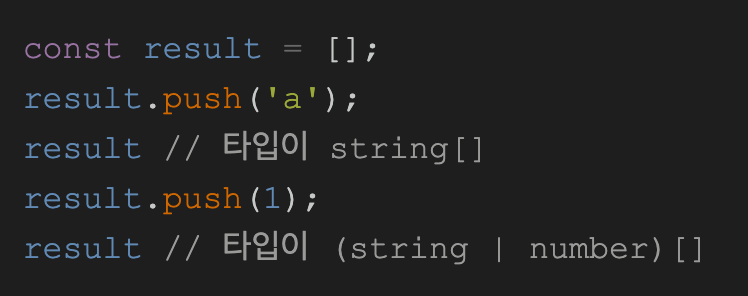 const result = [];
result.push('a');
result // 타입이 string[]
result.push(1);
result // 타입이 (string | number)[]